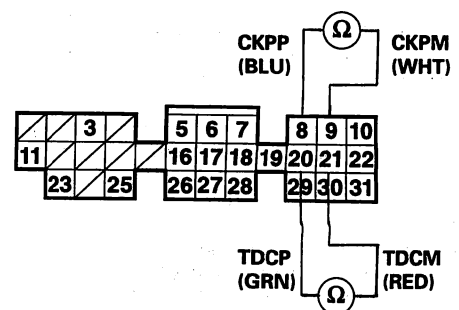 Ω
CKPP CKPM
(BLU) (WHT)
3 5 6 7 8 9 10
11 16 17 18 19 20 21 22
23 25 26 27 28 29 30 31
TDCP TDCM
(GRN) (RED)
Ω